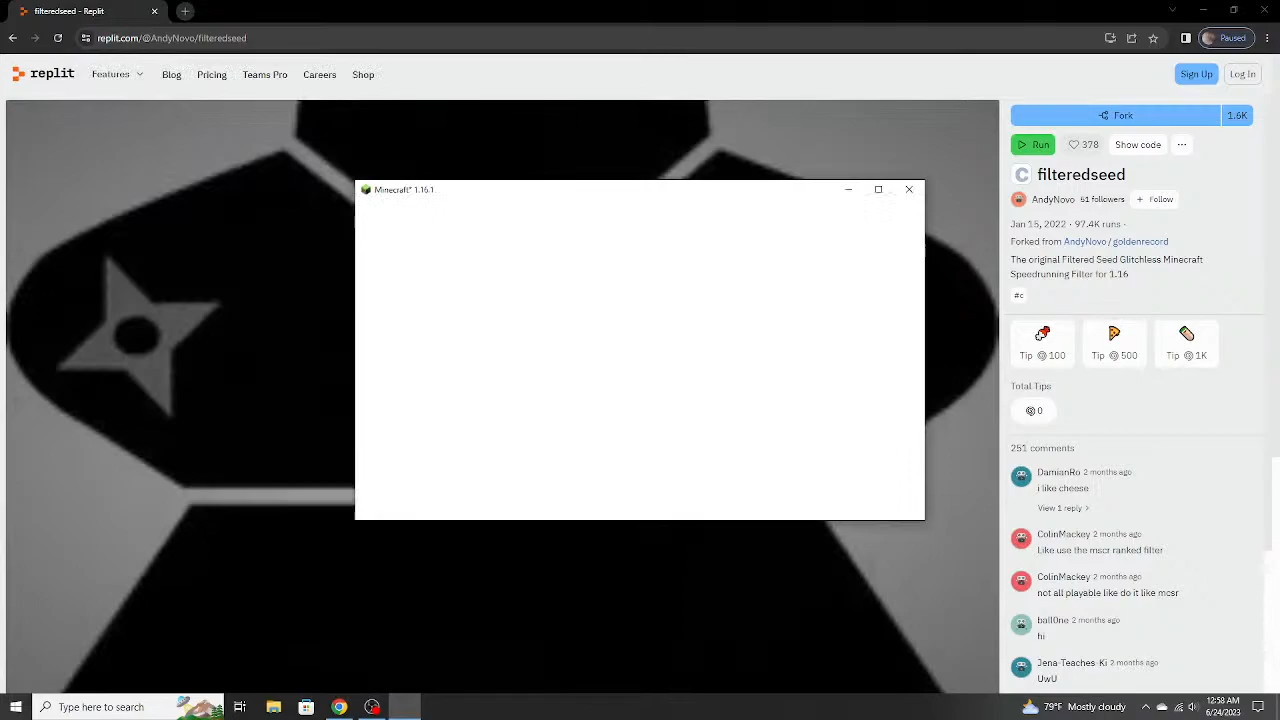 filteredseed - Replit
replit.com/@AndyNovo/filteredseed
Paused
replit
Features
Blog
Pricing
Teams Pro
Careers
Shop
Sign Up
Log In
Fork
1.6K
Run
378
Show code
Minecraft* 1.16.1
C
filteredseed
AndyNovo 61 followers + Follow
Jan 15, 2022 · 97.4K runs ·
Forked from AndyNovo/goldenrecord
The original Filtered Seed Glitchless Minecraft
Speedrunning Filter for 1.16
#c
Tip @ 100
Tip @ 500
Tip @ 1K
Total Tips
0
251 comments
DamianRo 2 months ago
i like cheese
View 1 reply >
ColinMackey 2 months ago
Like use the mscr ranked filter
ColinMackey 2 months ago
not all playable like do it like mcsr
bal0ne 2 months ago
hi
Jena-Teaches-Ki 2 months ago
UwU
Type here to search
79°F Mostly cloudy
12:58 AM
6/24/2023